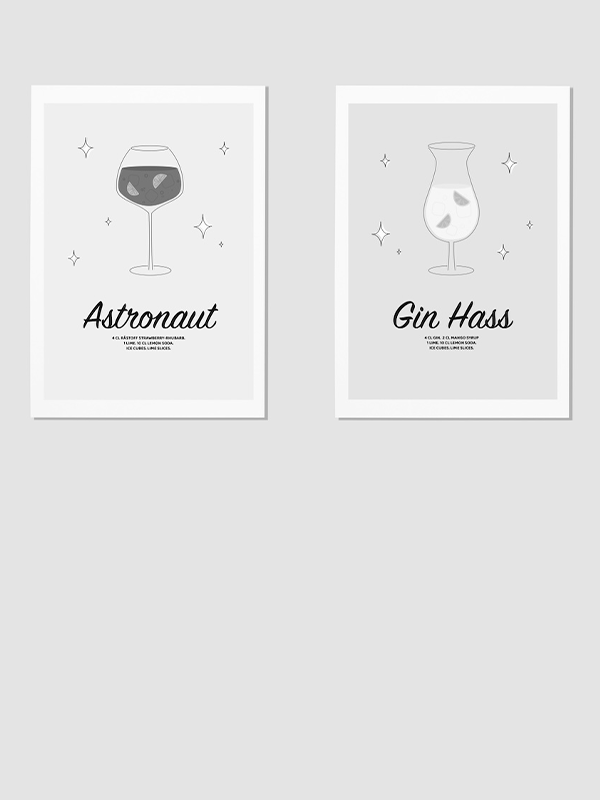 Astronaut
4 CL RÅSTOFF STRAWBERRY-RHUBARB,
1 LIME, 10 CL LEMON SODA,
ICE CUBES, LIME SLICES.
Gin Hass
4 CL GIN, 2 CL MANGO SYRUP
1 LIME, 10 CL LEMON SODA,
ICE CUBES, LIME SLICES.